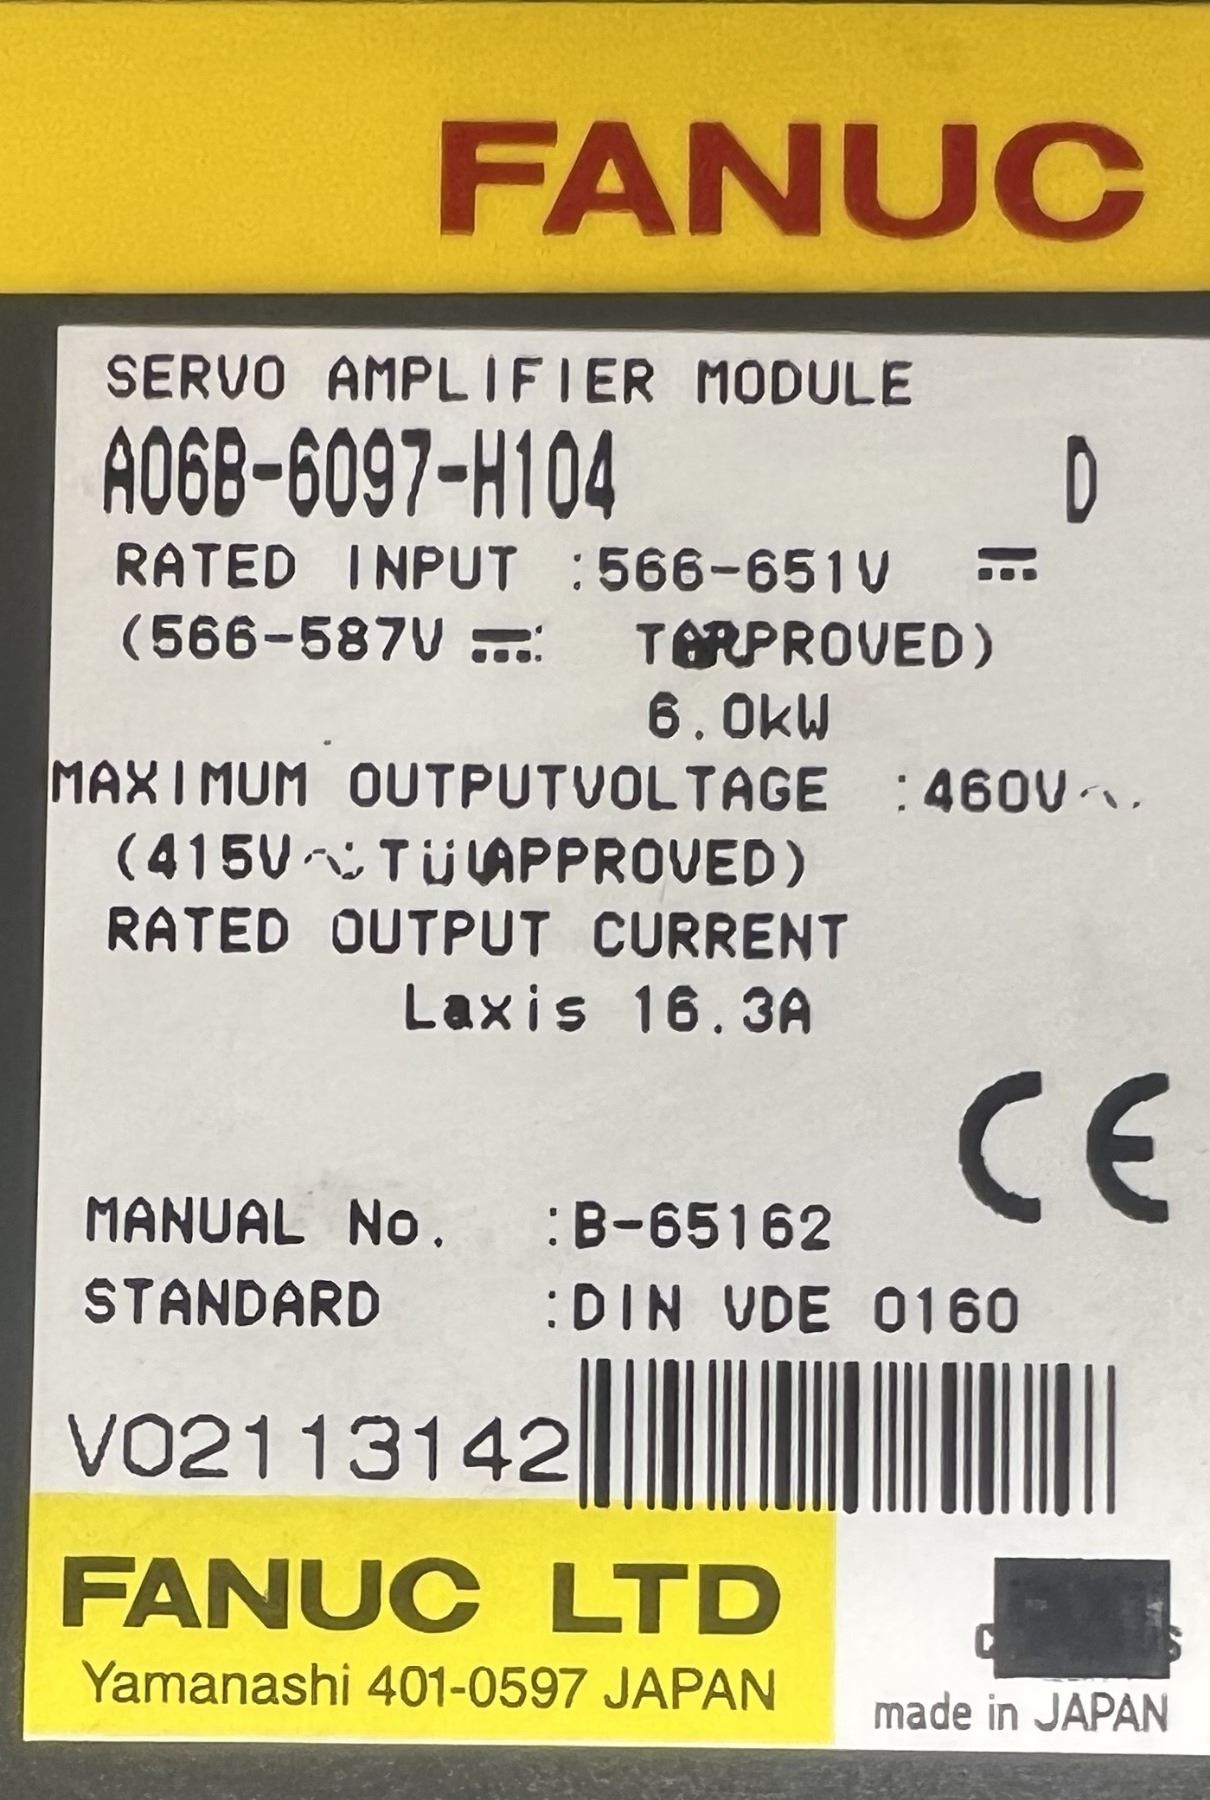 FANUC
SERVO AMPLIFIER MODULE
A06B-6097-H104 D
RATED INPUT :566-651V ⎓
(566-587V ⎓: PROVED)
6.0kW
MAXIMUM OUTPUTVOLTAGE :460V~
(415V~: TÜVAPPROVED)
RATED OUTPUT CURRENT
Laxis 16.3A
CE
MANUAL No. :B-65162
STANDARD :DIN VDE 0160
V02113142
FANUC LTD
Yamanashi 401-0597 JAPAN
made in JAPAN